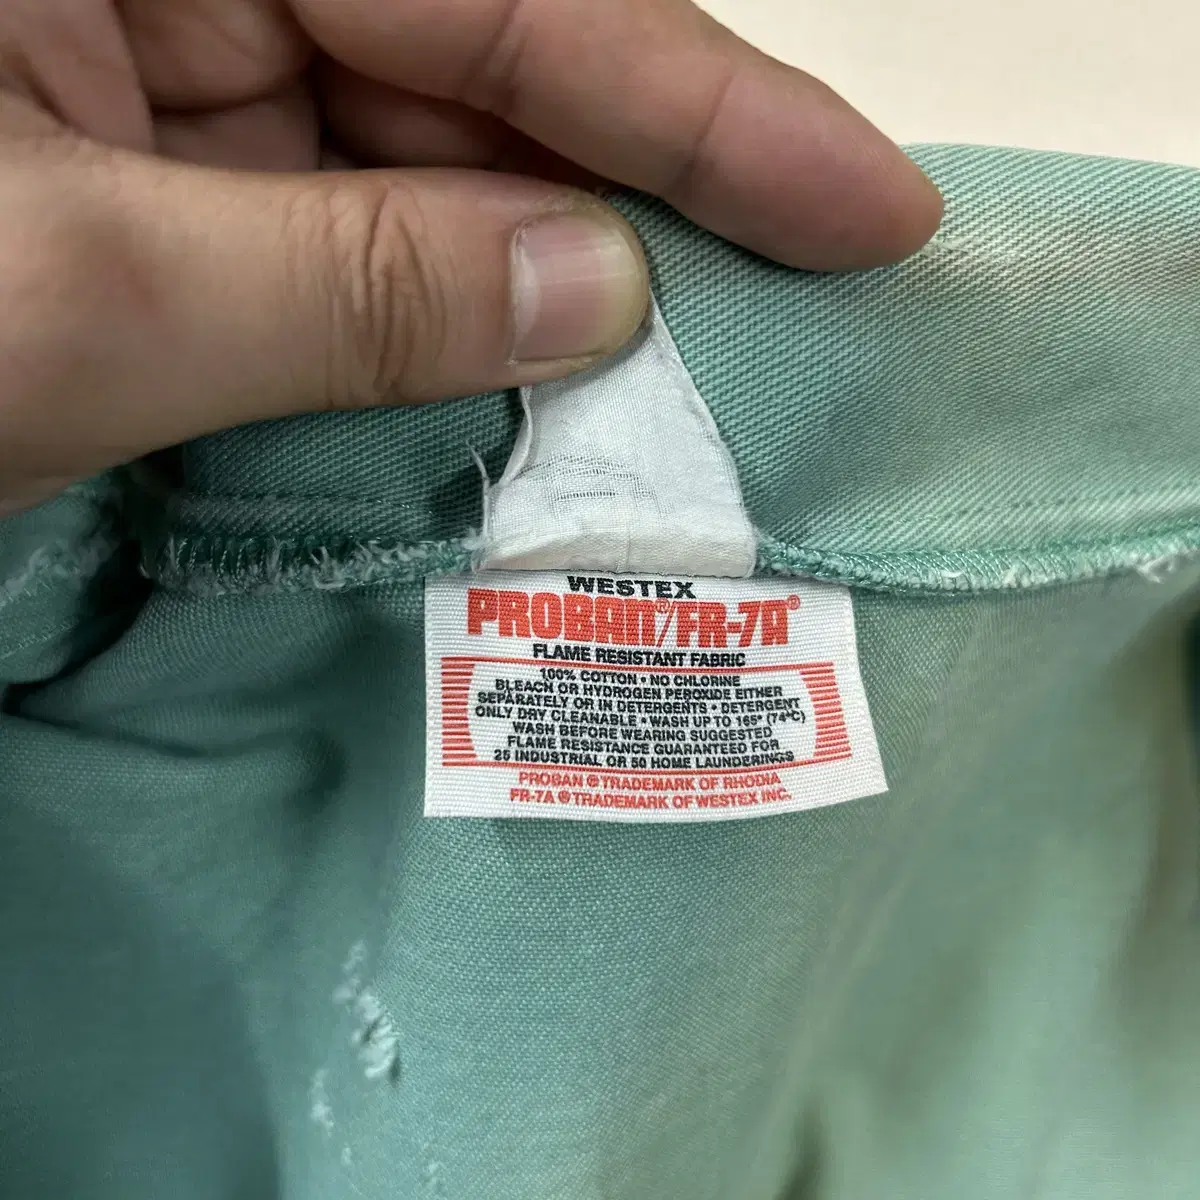 WESTEX
PROBAN®/FR-7A®
FLAME RESISTANT FABRIC
100% COTTON • NO CHLORINE
BLEACH OR HYDROGEN PEROXIDE EITHER
SEPARATELY OR IN DETERGENTS • DETERGENT
ONLY DRY CLEANABLE • WASH UP TO 165° (74°C)
WASH BEFORE WEARING SUGGESTED
FLAME RESISTANCE GUARANTEED FOR
25 INDUSTRIAL OR 50 HOME LAUNDERINGS
PROBAN ® TRADEMARK OF RHODIA
FR-7A ® TRADEMARK OF WESTEX INC.